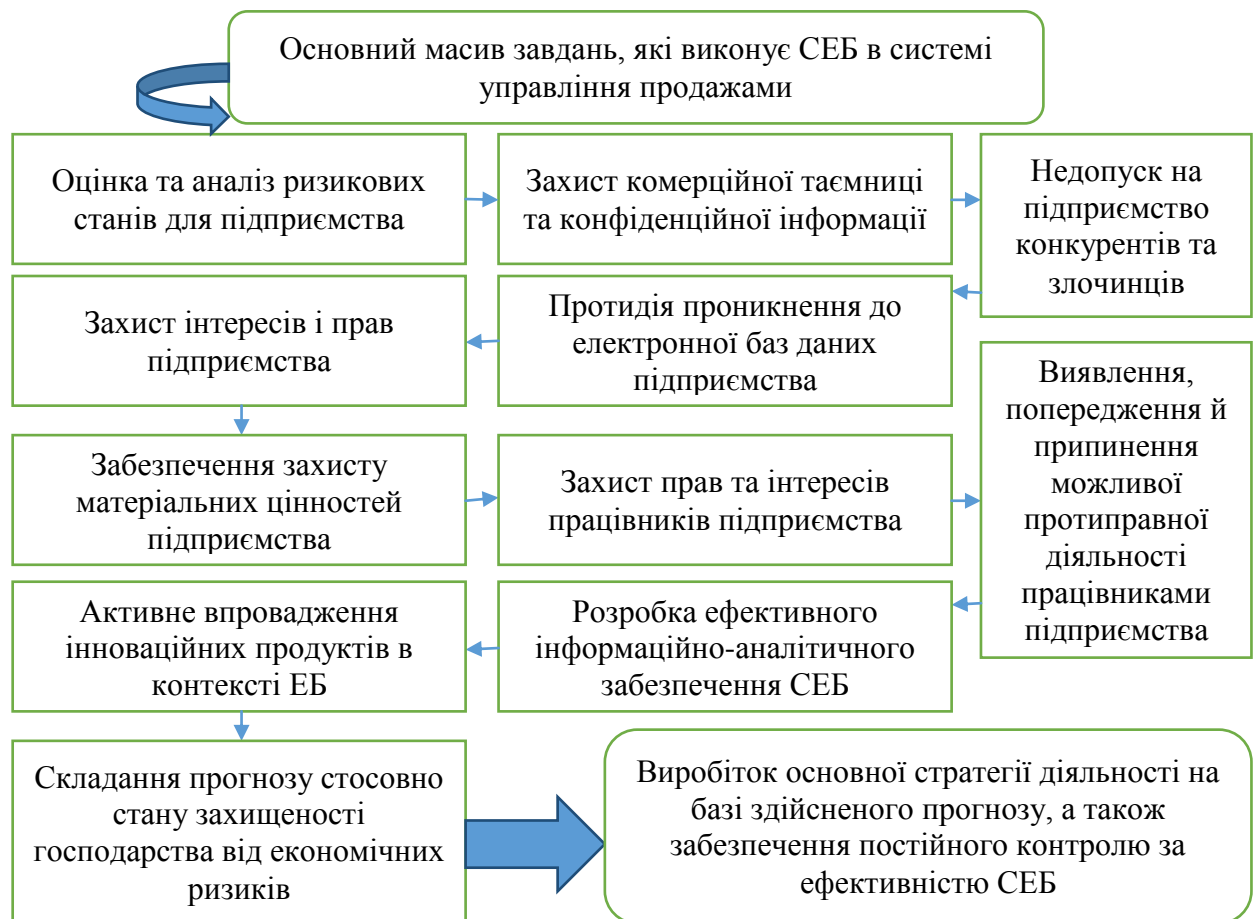 Основний масив завдань, які виконує СЕБ в системі
управління продажами
Оцінка та аналіз ризикових
станів для підприємства
Захист комерційної таємниці
та конфіденційної інформації
Недопуск на
підприємство
конкурентів та
злочинців
Протидія проникнення до
електронної баз даних
підприємства
Захист інтересів і прав
підприємства
Забезпечення захисту
матеріальних цінностей
підприємства
Захист прав та інтересів
працівників підприємства
Виявлення,
попередження й
припинення
можливої
протиправної
діяльності
працівниками
підприємства
Розробка ефективного
інформаційно-аналітичного
забезпечення СЕБ
Активне впровадження
інноваційних продуктів в
контексті ЕБ
Складання прогнозу стосовно
стану захищеності
господарства від економічних
ризиків
Виробіток основної стратегії діяльності на
базі здійсненого прогнозу, а також
забезпечення постійного контролю за
ефективністю СЕБ